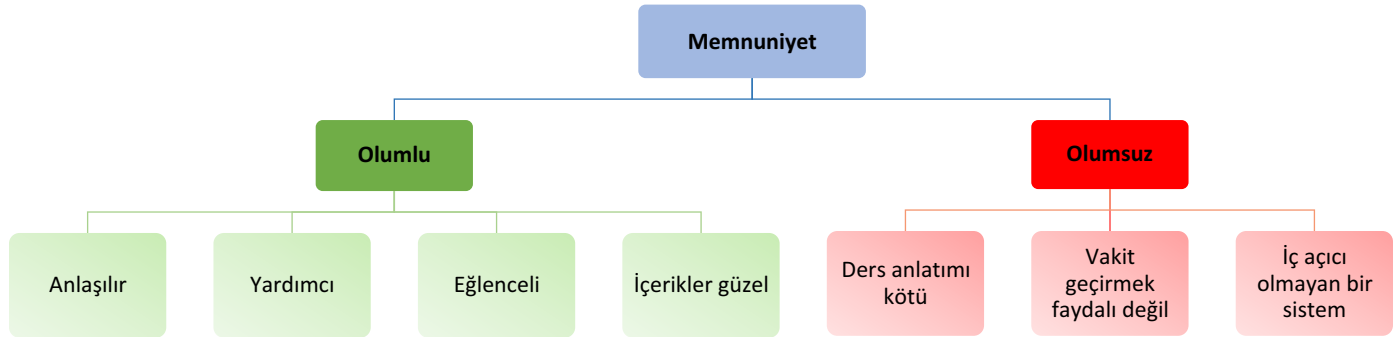 Memnuniyet
Olumlu
Olumsuz
Anlaşılır
Yardımcı
Eğlenceli
İçerikler güzel
Ders anlatımı
kötü
Vakit
geçirmek
faydalı değil
İç açıcı
olmayan bir
sistem